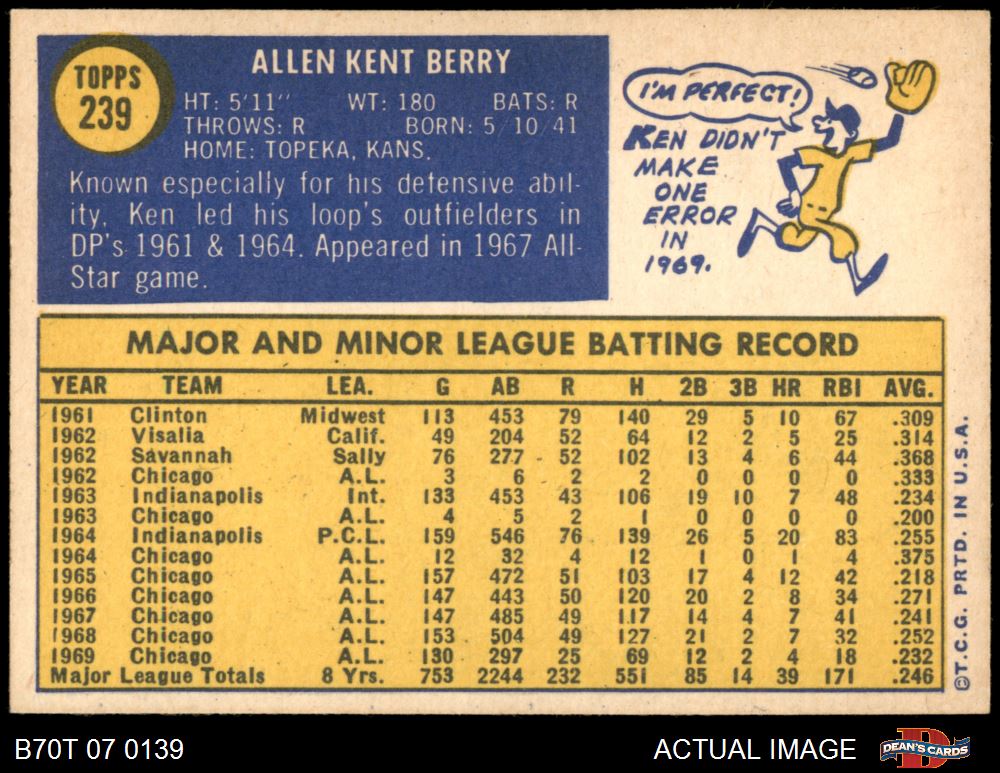 TOPPS
239
ALLEN KENT BERRY
HT: 5'11" WT: 180 BATS: R
THROWS: R BORN: 5 10 41
HOME: TOPEKA, KANS.
Known especially for his defensive abil-
ity, Ken led his loop's outfielders in
DP's 1961 & 1964. Appeared in 1967 All-
Star game.
I'M PERFECT!
KEN DIDN'T
MAKE
ONE
ERROR
IN
1969.
MAJOR AND MINOR LEAGUE BATTING RECORD
YEAR TEAM LEA. G AB R H 2B 3B HR RBI AVG.
1961 Clinton Midwest 113 453 79 140 29 5 10 67 .309
1962 Visalia Calif. 49 204 52 64 12 2 5 25 .314
1962 Savannah Sally 76 277 52 102 13 4 6 44 .368
1962 Chicago A.L. 3 6 2 2 0 0 0 0 .333
1963 Indianapolis Int. 133 453 43 106 19 10 7 48 .234
1963 Chicago A.L. 4 5 2 1 0 0 0 0 .200
1964 Indianapolis P.C.L. 159 546 76 139 26 5 20 83 .255
1964 Chicago A.L. 12 32 4 12 1 0 1 4 .375
1965 Chicago A.L. 157 472 51 103 17 4 12 42 .218
1966 Chicago A.L. 147 443 50 120 20 2 8 34 .271
1967 Chicago A.L. 147 485 49 117 14 4 7 41 .241
1968 Chicago A.L. 153 504 49 127 21 2 7 32 .252
1969 Chicago A.L. 130 297 25 69 12 2 4 18 .232
Major League Totals 8 Yrs. 753 2244 232 551 85 14 39 171 .246
©T.C.G. PRTD. IN U.S.A.
B70T 07 0139
ACTUAL IMAGE
D
DEAN'S CARDS